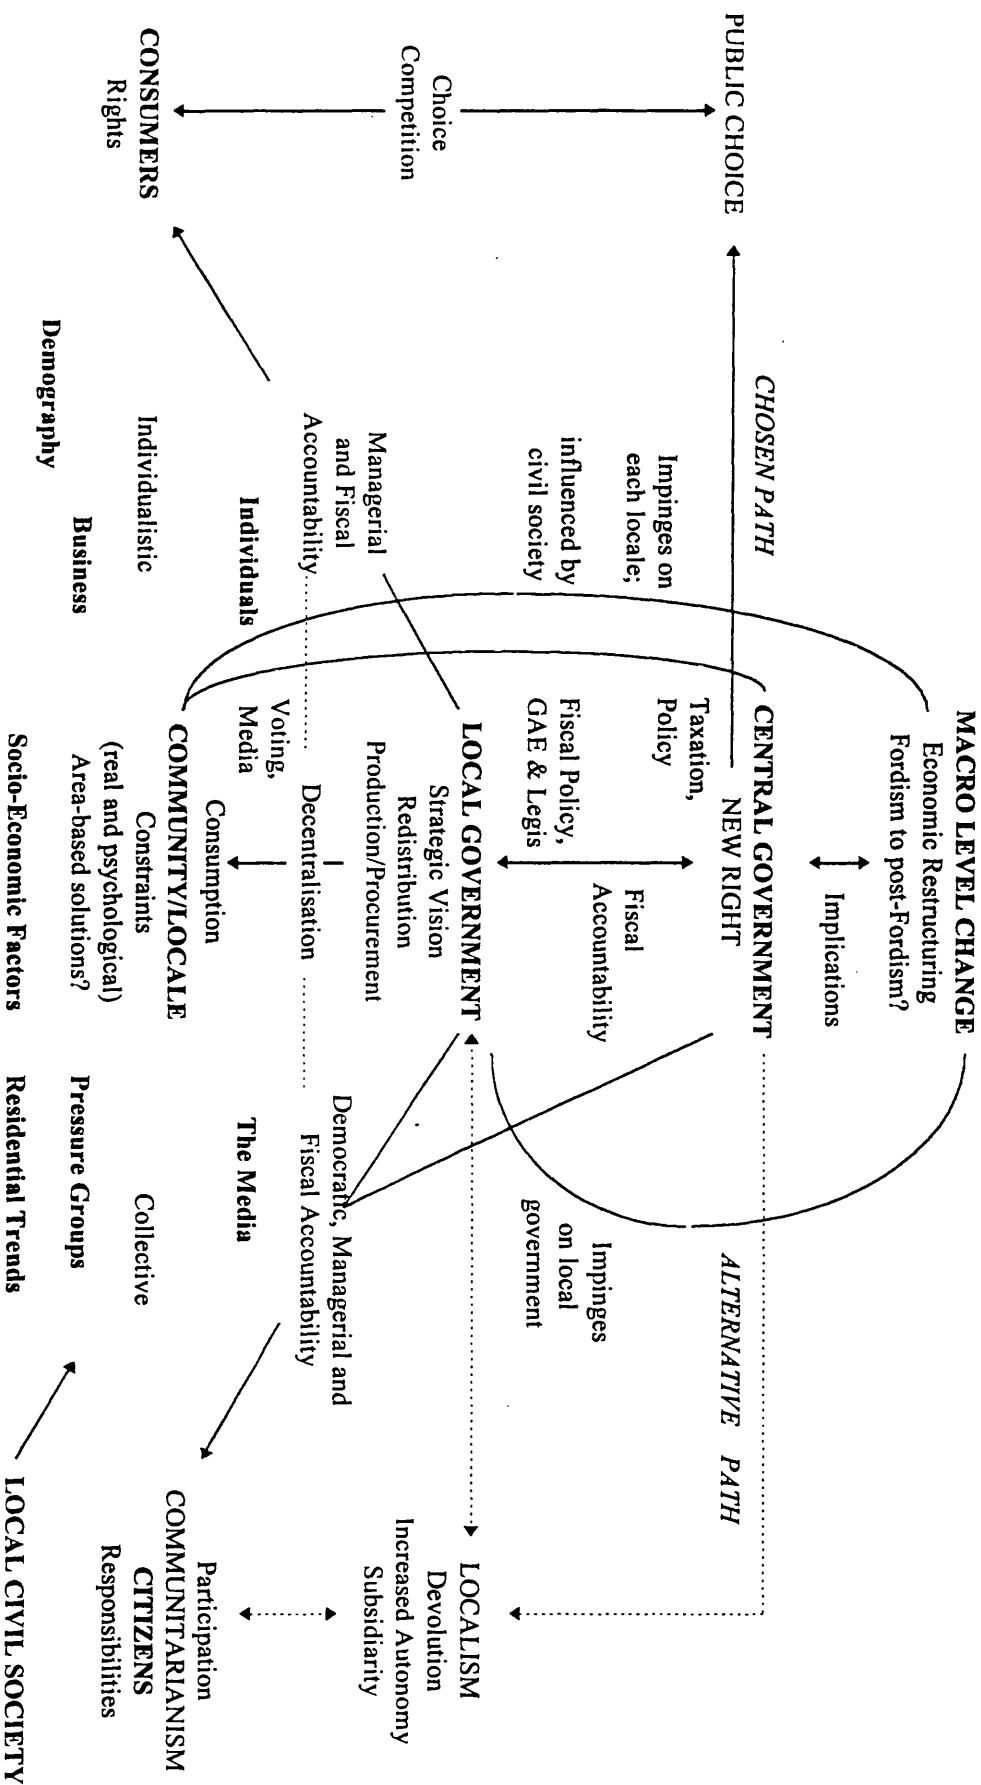 MACRO LEVEL CHANGE
Economic Restructuring
Fordism to post-Fordism?
Implications
CHOSEN PATH
ALTERNATIVE PATH
PUBLIC CHOICE
CENTRAL GOVERNMENT
NEW RIGHT
Taxation,
Policy
Impinges on
each locale;
influenced by
civil society
Fiscal
Accountability
Fiscal Policy,
GAE & Legis
Impinges
on local
government
Choice
Competition
LOCAL GOVERNMENT
Strategic Vision
Redistribution
Production/Procurement
LOCALISM
Devolution
Increased Autonomy
Subsidiarity
Managerial
and Fiscal
Accountability
Decentralisation
Democratic, Managerial and
Fiscal Accountability
Individuals
Voting,
Media
The Media
Consumption
CONSUMERS
Rights
Individualistic
COMMUNITY/LOCALE
Constraints
(real and psychological)
Area-based solutions?
Collective
Participation
COMMUNITARIANISM
CITIZENS
Responsibilities
Business
Pressure Groups
Demography
Socio-Economic Factors
Residential Trends
LOCAL CIVIL SOCIETY